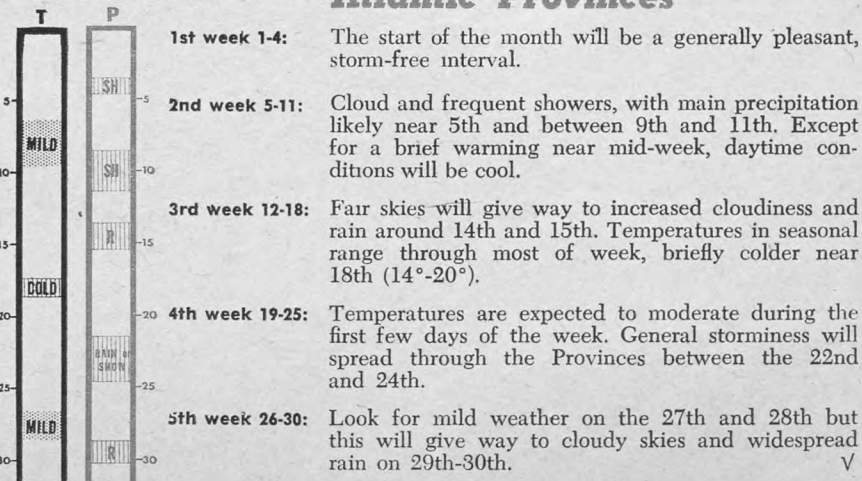 Atlantic Provinces
T P
1st week 1-4: The start of the month will be a generally pleasant,
storm-free interval.
2nd week 5-11: Cloud and frequent showers, with main precipitation
likely near 5th and between 9th and 11th. Except
for a brief warming near mid-week, daytime con-
ditions will be cool.
3rd week 12-18: Fair skies will give way to increased cloudiness and
rain around 14th and 15th. Temperatures in seasonal
range through most of week, briefly colder near
18th (14°-20°).
4th week 19-25: Temperatures are expected to moderate during the
first few days of the week. General storminess will
spread through the Provinces between the 22nd
and 24th.
5th week 26-30: Look for mild weather on the 27th and 28th but
this will give way to cloudy skies and widespread
rain on 29th-30th. V
SH
5 5
MILD
SH
10 10
R
15 15
COLD
20 20
RAIN or
SNOW
25 25
MILD
R
30 30